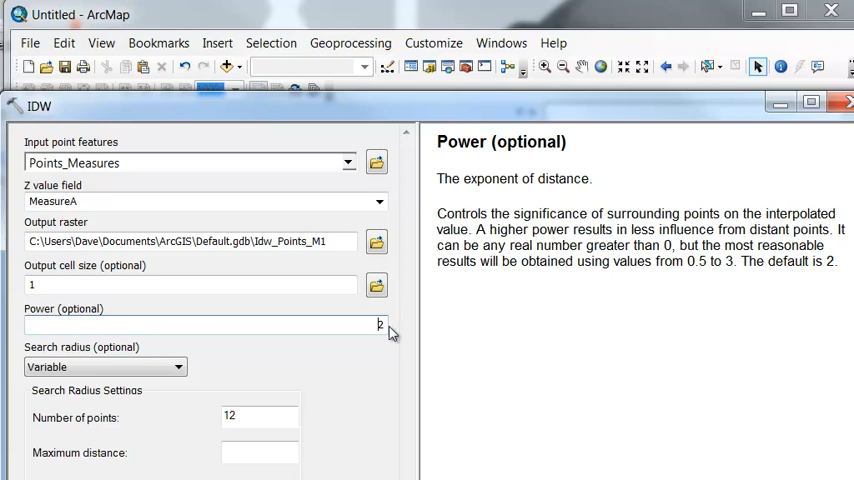 Untitled - ArcMap
File Edit View Bookmarks Insert Selection Geoprocessing Customize Windows Help
IDW
Input point features
Points_Measures
Z value field
MeasureA
Output raster
C:\Users\Dave\Documents\ArcGIS\Default.gdb\Idw_Points_M1
Output cell size (optional)
1
Power (optional)
2
Search radius (optional)
Variable
Search Radius Settings
Number of points: 12
Maximum distance:
Power (optional)
The exponent of distance.
Controls the significance of surrounding points on the interpolated
value. A higher power results in less influence from distant points. It
can be any real number greater than 0, but the most reasonable
results will be obtained using values from 0.5 to 3. The default is 2.